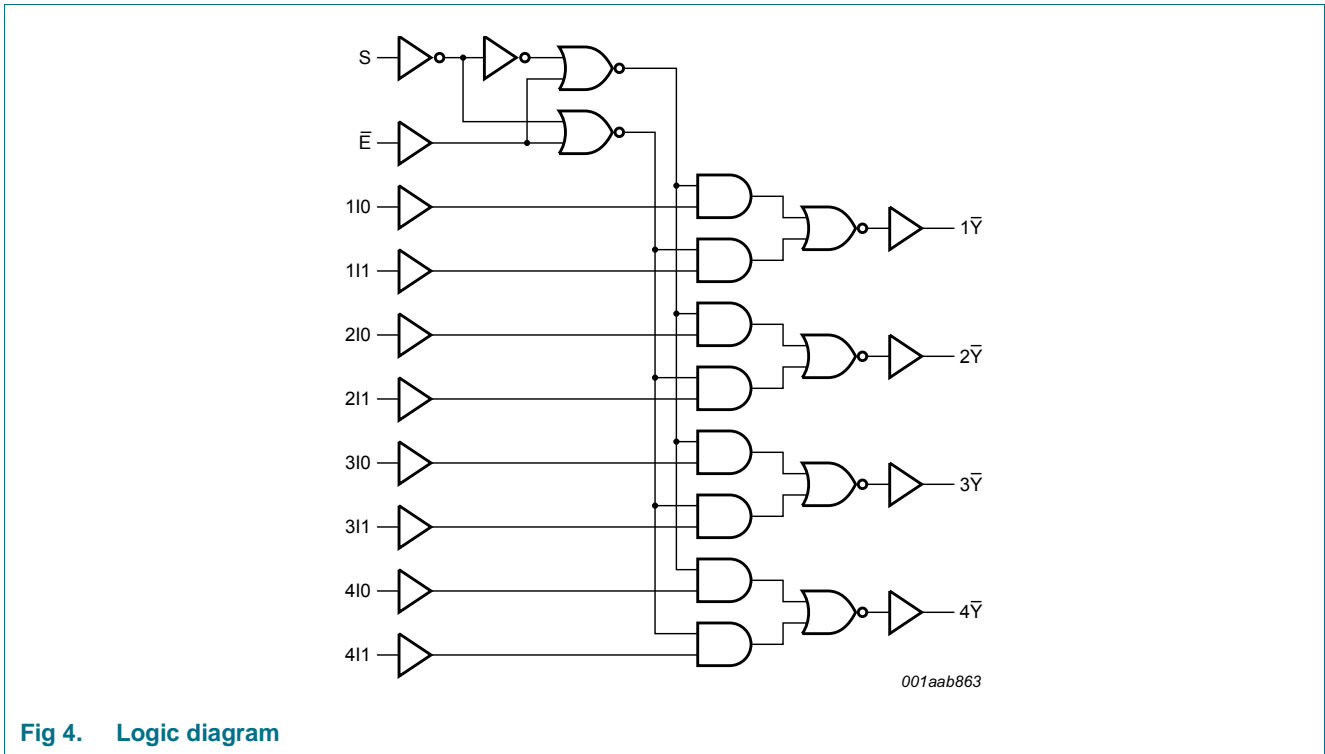 S
E̅
1I0
1Y̅
1I1
2I0
2Y̅
2I1
3I0
3Y̅
3I1
4I0
4Y̅
4I1
001aab863
Fig 4. Logic diagram